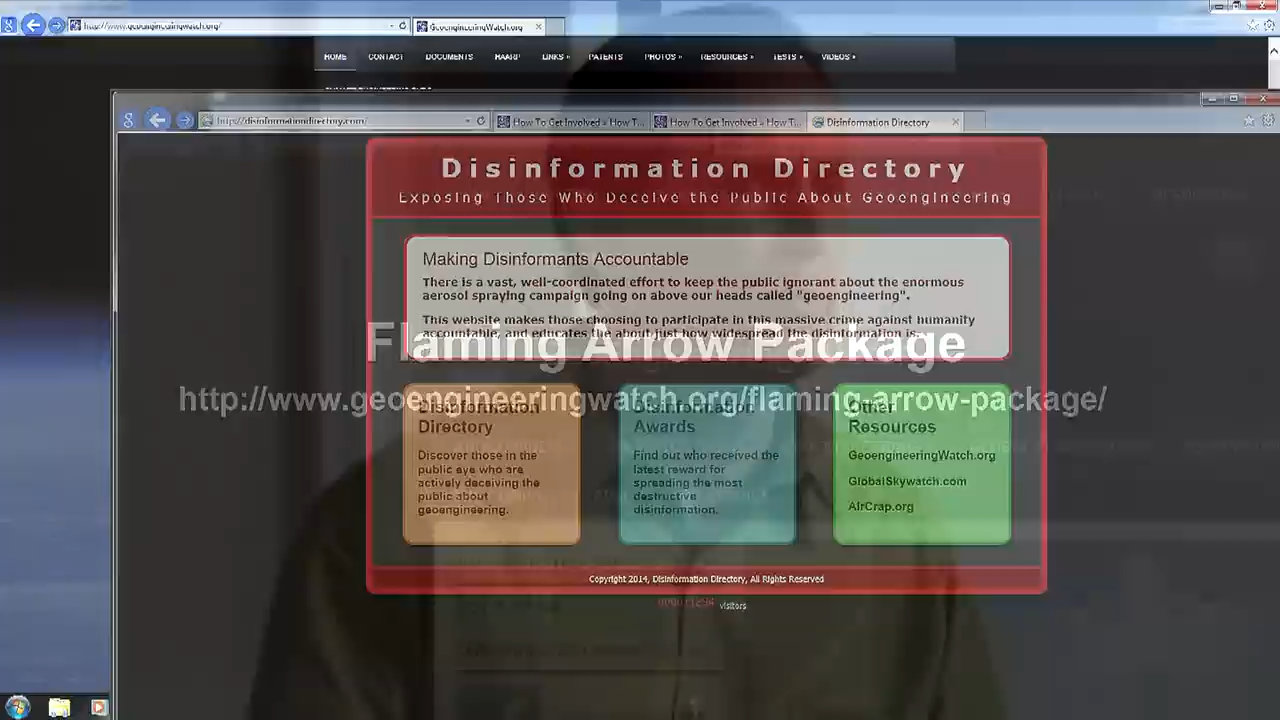 http://www.geoengineeringwatch.org/
GeoengineeringWatch.org
HOME
CONTACT
DOCUMENTS
HAARP
LINKS »
PATENTS
PHOTOS »
RESOURCES »
TESTS »
VIDEOS »
http://disinformationdirectory.com/
How To Get Involved « How T...
How To Get Involved « How T...
Disinformation Directory
Disinformation Directory
Exposing Those Who Deceive the Public About Geoengineering
Making Disinformants Accountable
There is a vast, well-coordinated effort to keep the public ignorant about the enormous
aerosol spraying campaign going on above our heads called "geoengineering".
This website makes those choosing to participate in this massive crime against humanity
accountable, and educates the about just how widespread the disinformation is.
Flaming Arrow Package
http://www.geoengineeringwatch.org/flaming-arrow-package/
Disinformation
Directory
Discover those in the
public eye who are
actively deceiving the
public about
geoengineering.
Disinformation
Awards
Find out who received the
latest reward for
spreading the most
destructive
disinformation.
Other
Resources
GeoengineeringWatch.org
GlobalSkywatch.com
AirCrap.org
Copyright 2014, Disinformation Directory, All Rights Reserved
visitors